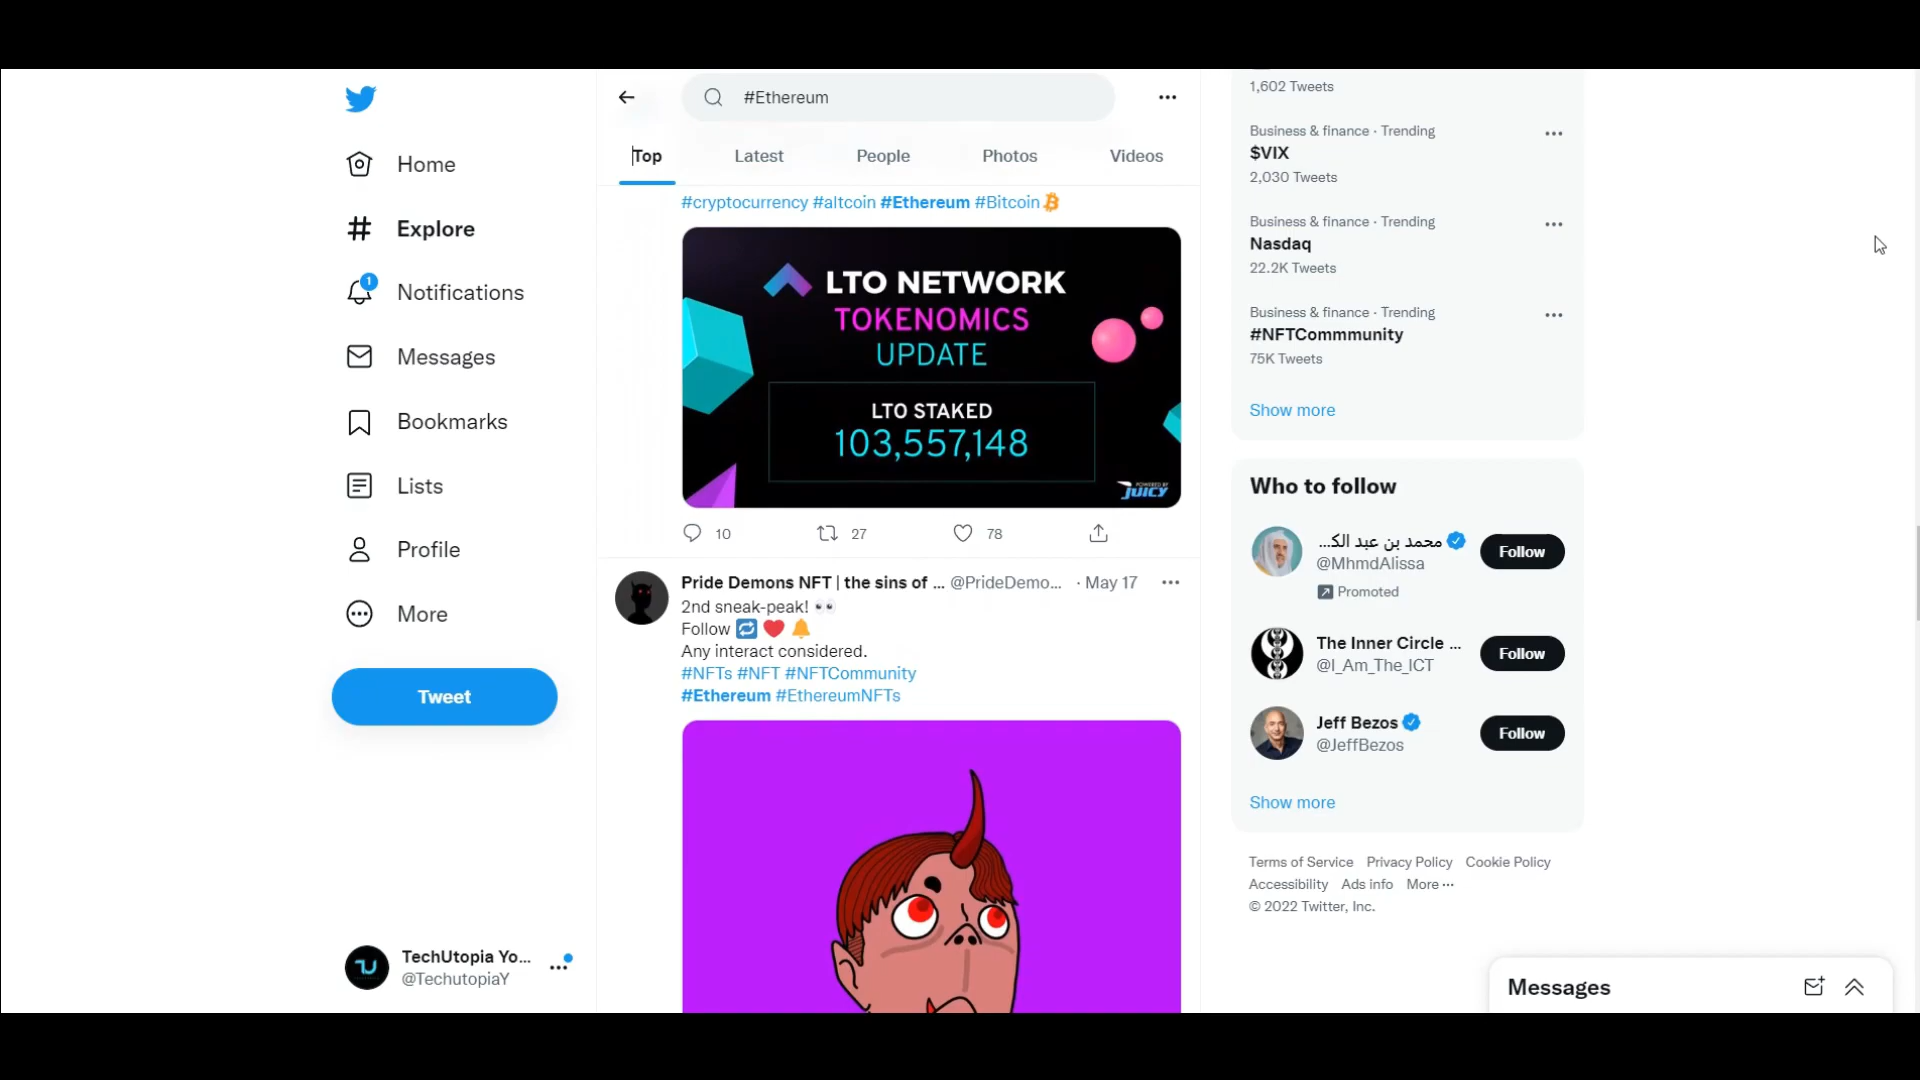 Home
Explore
1
Notifications
Messages
Bookmarks
Lists
Profile
More
Tweet
TechUtopia Yo...
@TechutopiaY
#Ethereum
Top Latest People Photos Videos
#cryptocurrency #altcoin #Ethereum #Bitcoin
LTO NETWORK
TOKENOMICS
UPDATE
LTO STAKED
103,557,148
POWERED BY
JUICY
10 27 78
Pride Demons NFT | the sins of ... @PrideDemo... · May 17
2nd sneak-peak!
Follow
Any interact considered.
#NFTs #NFT #NFTCommunity
#Ethereum #EthereumNFTs
1,602 Tweets
Business & finance · Trending
$VIX
2,030 Tweets
Business & finance · Trending
Nasdaq
22.2K Tweets
Business & finance · Trending
#NFTCommmunity
75K Tweets
Show more
Who to follow
محمد بن عبد الك...
@MhmdAlissa
Follow
Promoted
The Inner Circle ...
@I_Am_The_ICT
Follow
Jeff Bezos
@JeffBezos
Follow
Show more
Terms of Service Privacy Policy Cookie Policy
Accessibility Ads info More ···
© 2022 Twitter, Inc.
Messages